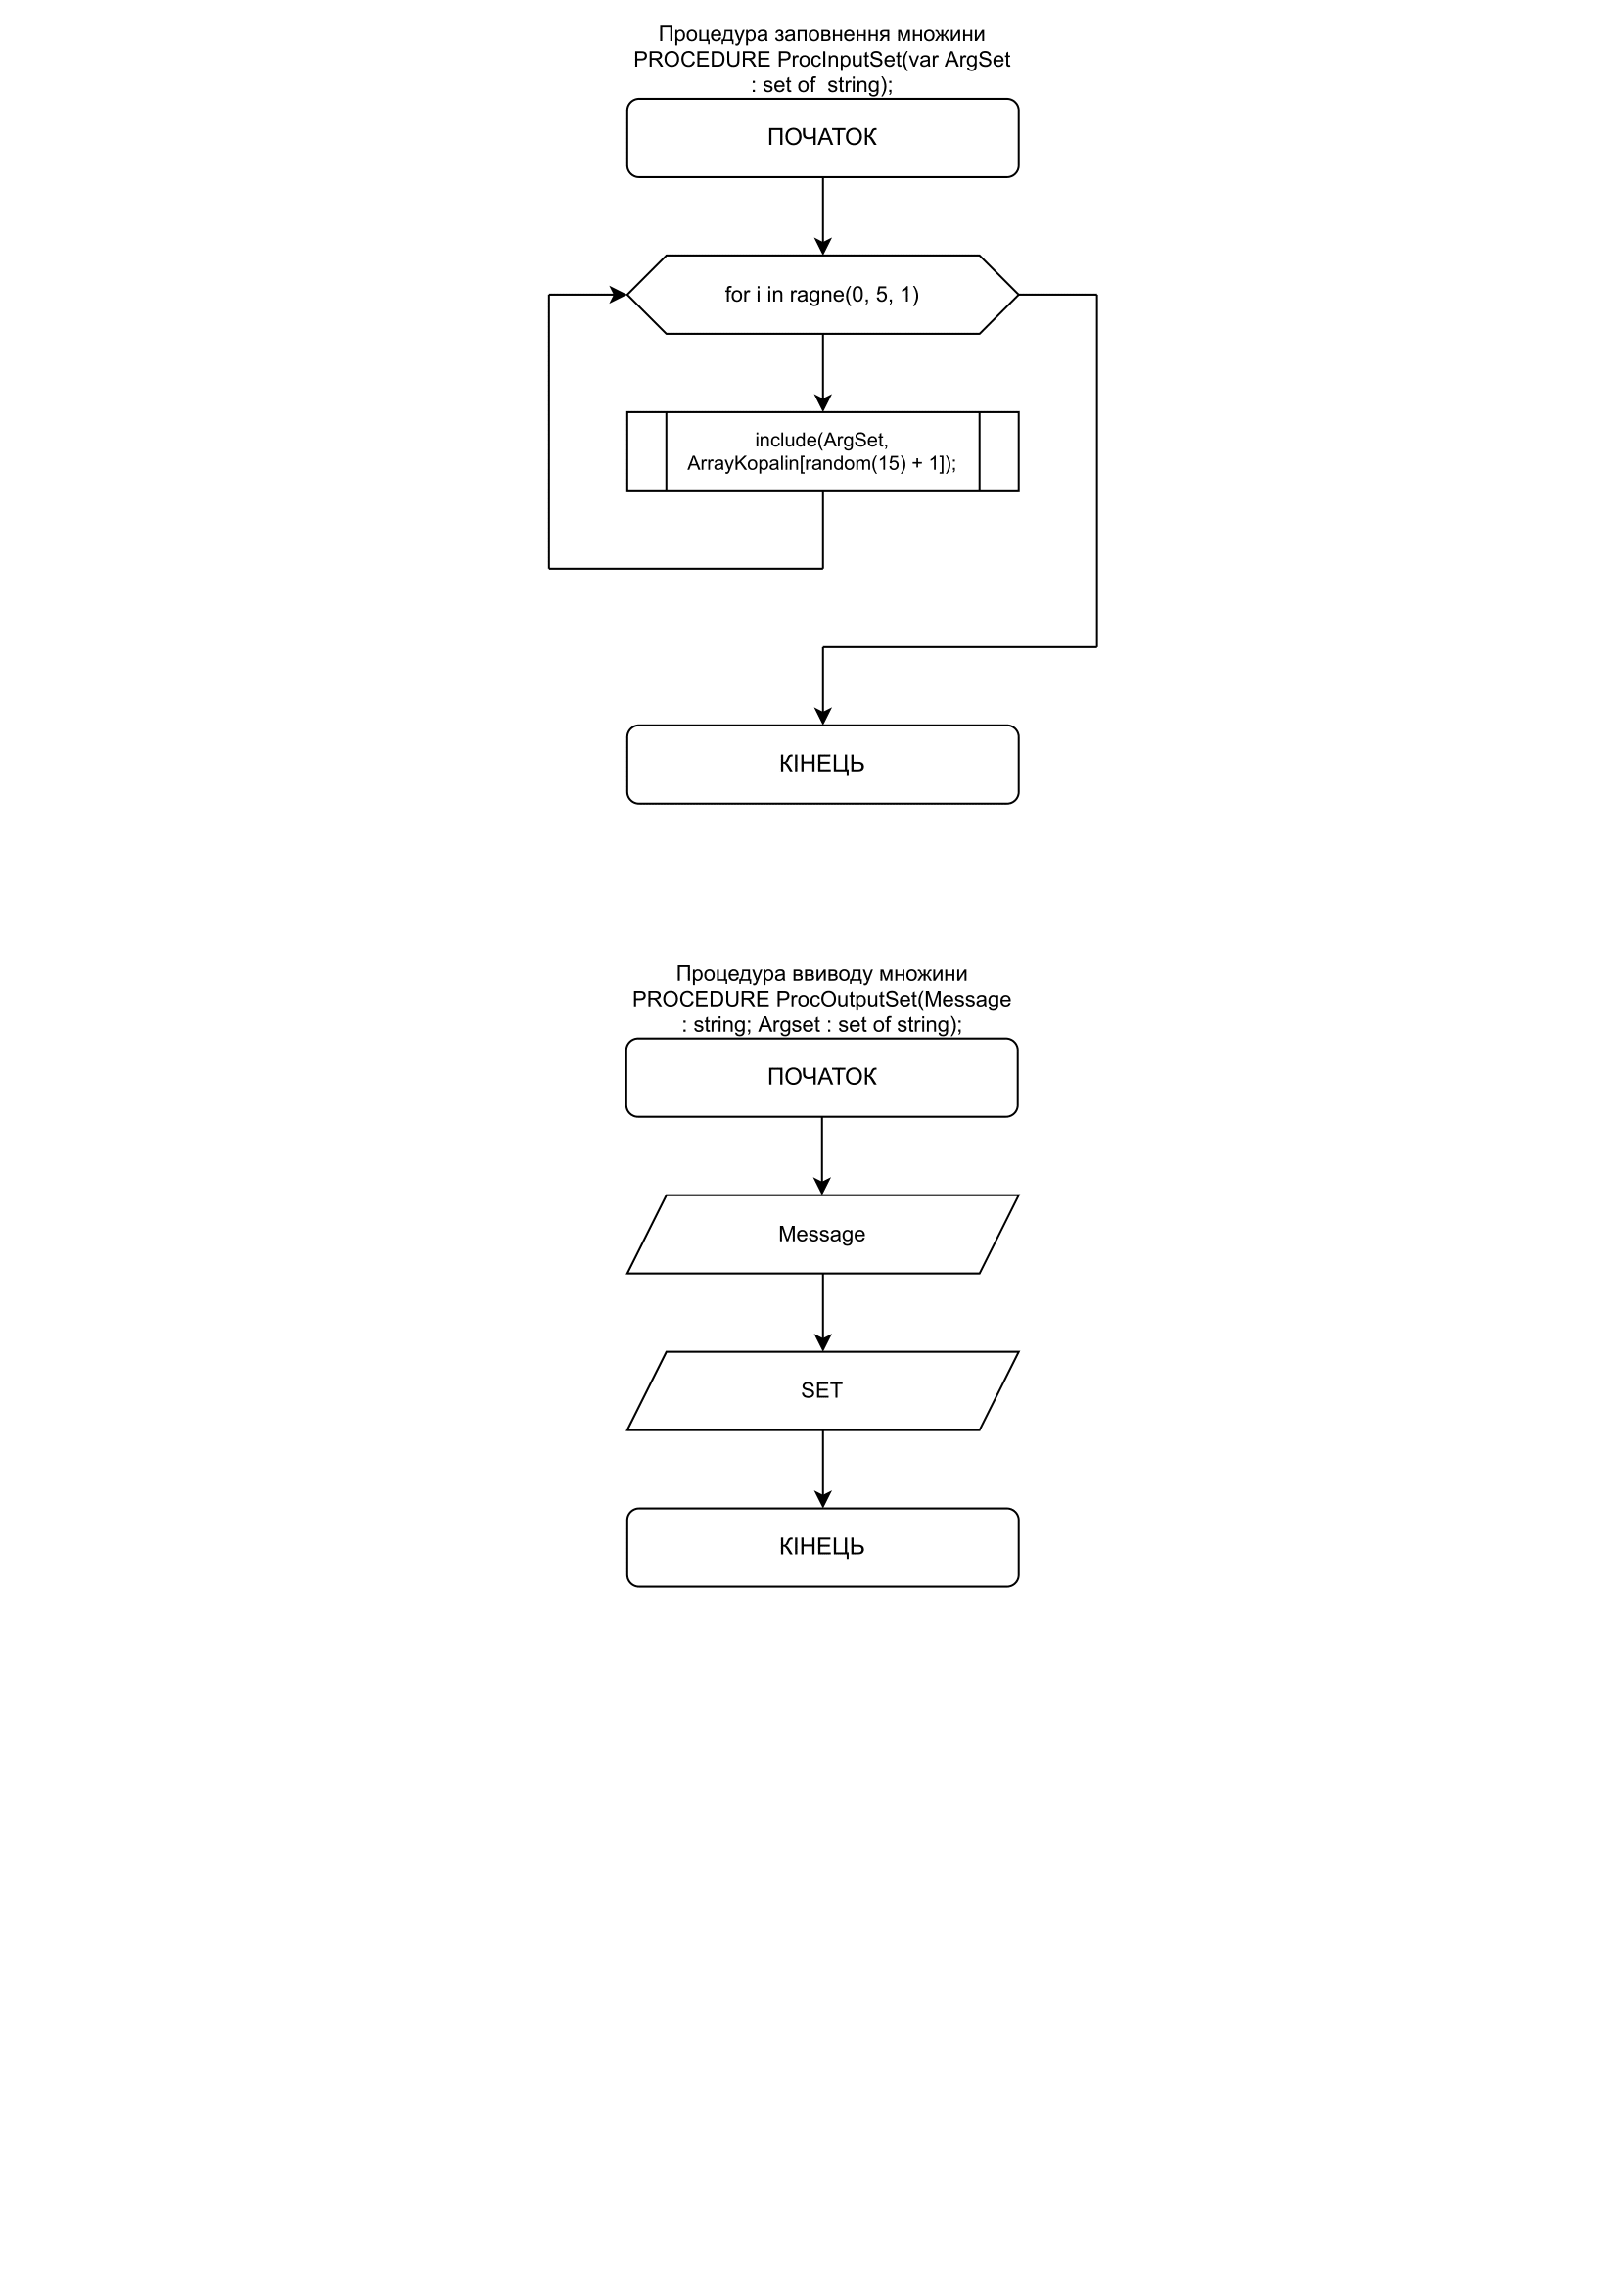 Процедура заповнення множини
PROCEDURE ProcInputSet(var ArgSet
: set of  string);
ПОЧАТОК
for i in ragne(0, 5, 1)
include(ArgSet,
ArrayKopalin[random(15) + 1]);
КІНЕЦЬ
Процедура ввиводу множини
PROCEDURE ProcOutputSet(Message
: string; Argset : set of string);
ПОЧАТОК
Message
SET
КІНЕЦЬ